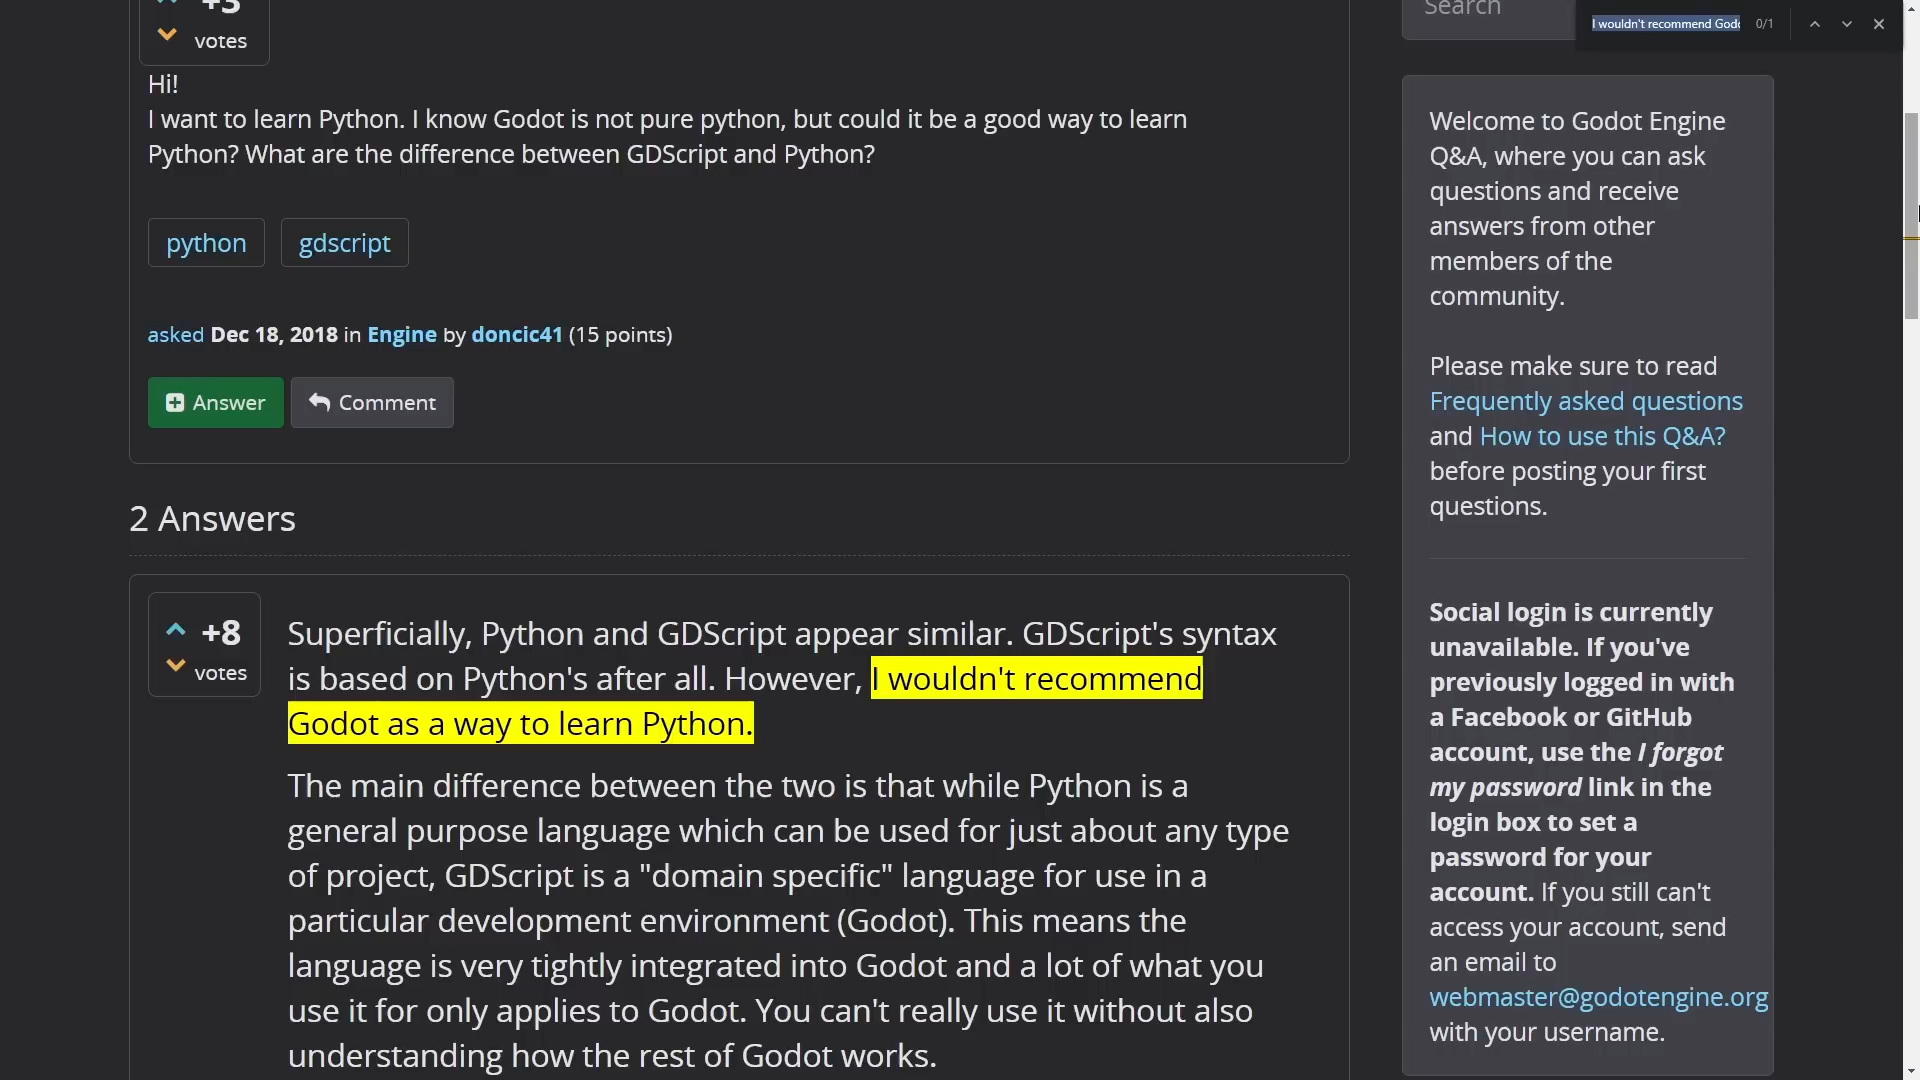 +3
votes
Search
I wouldn't recommend Godo
0/1
Hi!
I want to learn Python. I know Godot is not pure python, but could it be a good way to learn
Python? What are the difference between GDScript and Python?
python
gdscript
asked Dec 18, 2018 in Engine by doncic41 (15 points)
Answer
Comment
2 Answers
+8
votes
Superficially, Python and GDScript appear similar. GDScript's syntax
is based on Python's after all. However, I wouldn't recommend
Godot as a way to learn Python.
The main difference between the two is that while Python is a
general purpose language which can be used for just about any type
of project, GDScript is a "domain specific" language for use in a
particular development environment (Godot). This means the
language is very tightly integrated into Godot and a lot of what you
use it for only applies to Godot. You can't really use it without also
understanding how the rest of Godot works.
Welcome to Godot Engine
Q&A, where you can ask
questions and receive
answers from other
members of the
community.
Please make sure to read
Frequently asked questions
and How to use this Q&A?
before posting your first
questions.
Social login is currently
unavailable. If you've
previously logged in with
a Facebook or GitHub
account, use the I forgot
my password link in the
login box to set a
password for your
account. If you still can't
access your account, send
an email to
webmaster@godotengine.org
with your username.